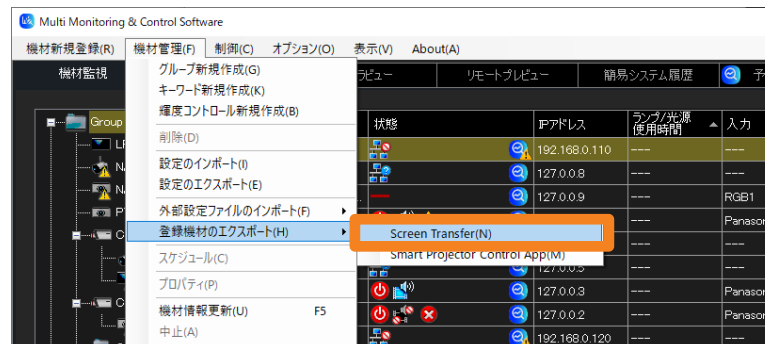 Multi Monitoring & Control Software
機材新規登録(R) 機材管理(F) 制御(C) オプション(O) 表示(V) About(A)
機材監視 グループ新規作成(G) リモートプレビュー 簡易システム履歴
キーワード新規作成(K)
輝度コントロール新規作成(B)
削除(D)
設定のインポート(I)
設定のエクスポート(E)
外部設定ファイルのインポート(F)
登録機材のエクスポート(H)
スケジュール(C)
プロパティ(P)
機材情報更新(U) F5
中止(A)
Screen Transfer(N)
Smart Projector Control App(M)
Group
状態 IPアドレス ランプ/光源 使用時間 入力
192.168.0.110 --- ---
127.0.0.8 --- ---
127.0.0.9 --- RGB1
--- Panaso
--- ---
127.0.0.5 --- ---
127.0.0.3 --- Panaso
127.0.0.2 --- Panaso
192.168.0.120 --- ---